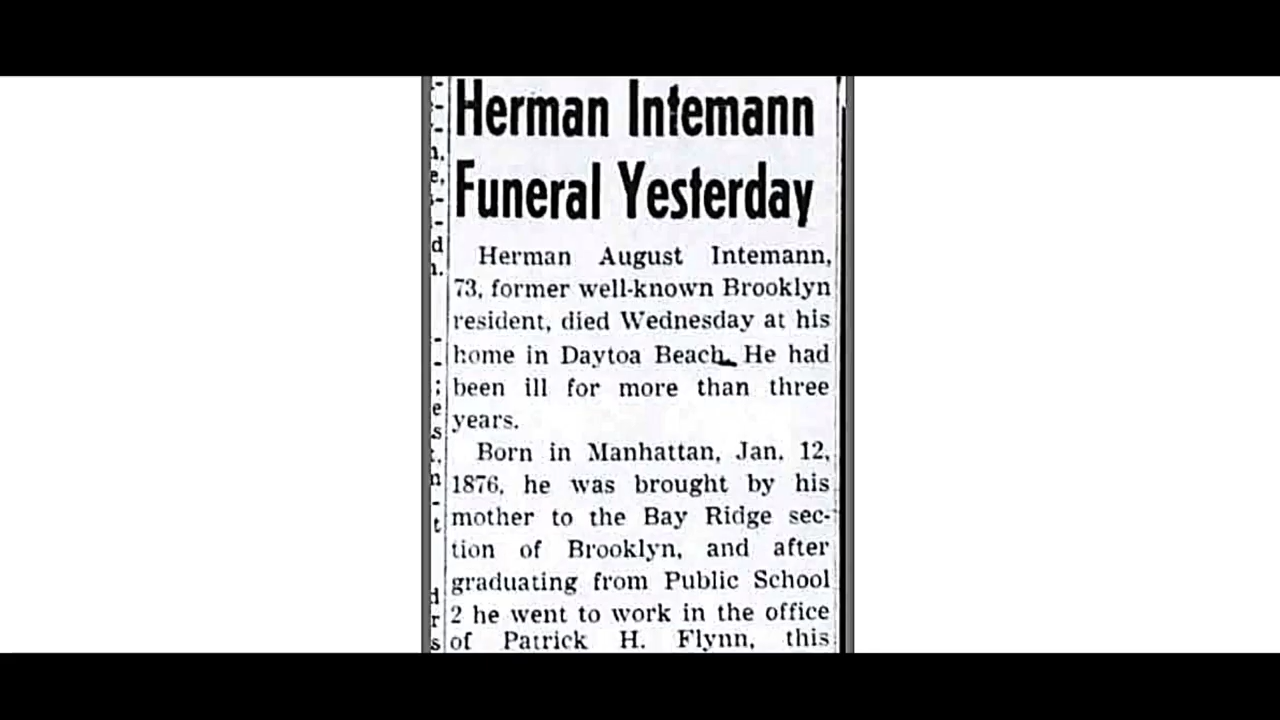 Herman Intemann
Funeral Yesterday
Herman August Intemann,
73, former well-known Brooklyn
resident, died Wednesday at his
home in Daytoa Beach. He had
been ill for more than three
years.
Born in Manhattan, Jan. 12,
1876, he was brought by his
mother to the Bay Ridge sec-
tion of Brooklyn, and after
graduating from Public School
2 he went to work in the office
of Patrick H. Flynn, this